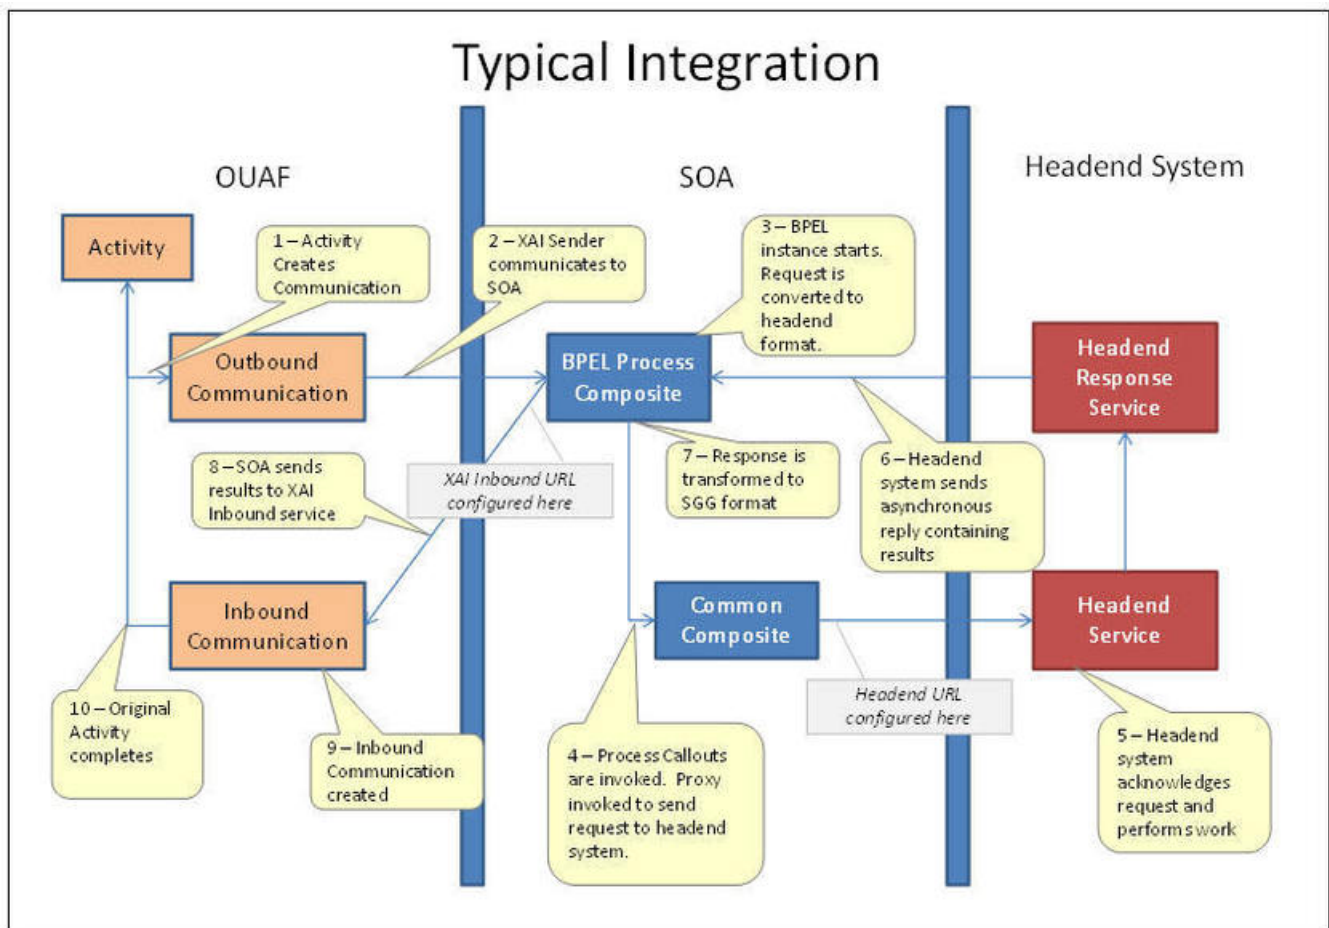 Typical Integration
OUAF
SOA
Headend System
Activity
1 – Activity
Creates
Communication
2 – XAI Sender
communicates to
SOA
3 – BPEL
instance starts.
Request is
converted to
headend
format.
Outbound
Communication
BPEL Process
Composite
Headend
Response
Service
8 – SOA sends
results to XAI
Inbound service
XAI Inbound URL
configured here
7 – Response is
transformed to
SGG format
6 – Headend
system sends
asynchronous
reply containing
results
Inbound
Communication
Common
Composite
Headend
Service
10 – Original
Activity
completes
9 – Inbound
Communication
created
4 – Process Callouts
are invoked.  Proxy
invoked to send
request to headend
system.
Headend URL
configured here
5 – Headend
system
acknowledges
request and
performs work